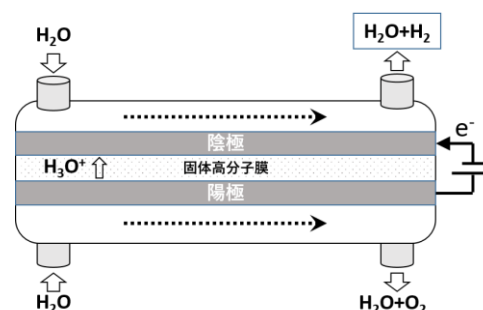 H₂O
H₂O+H₂
陰極
e⁻
H₃O⁺
固体高分子膜
陽極
H₂O
H₂O+O₂